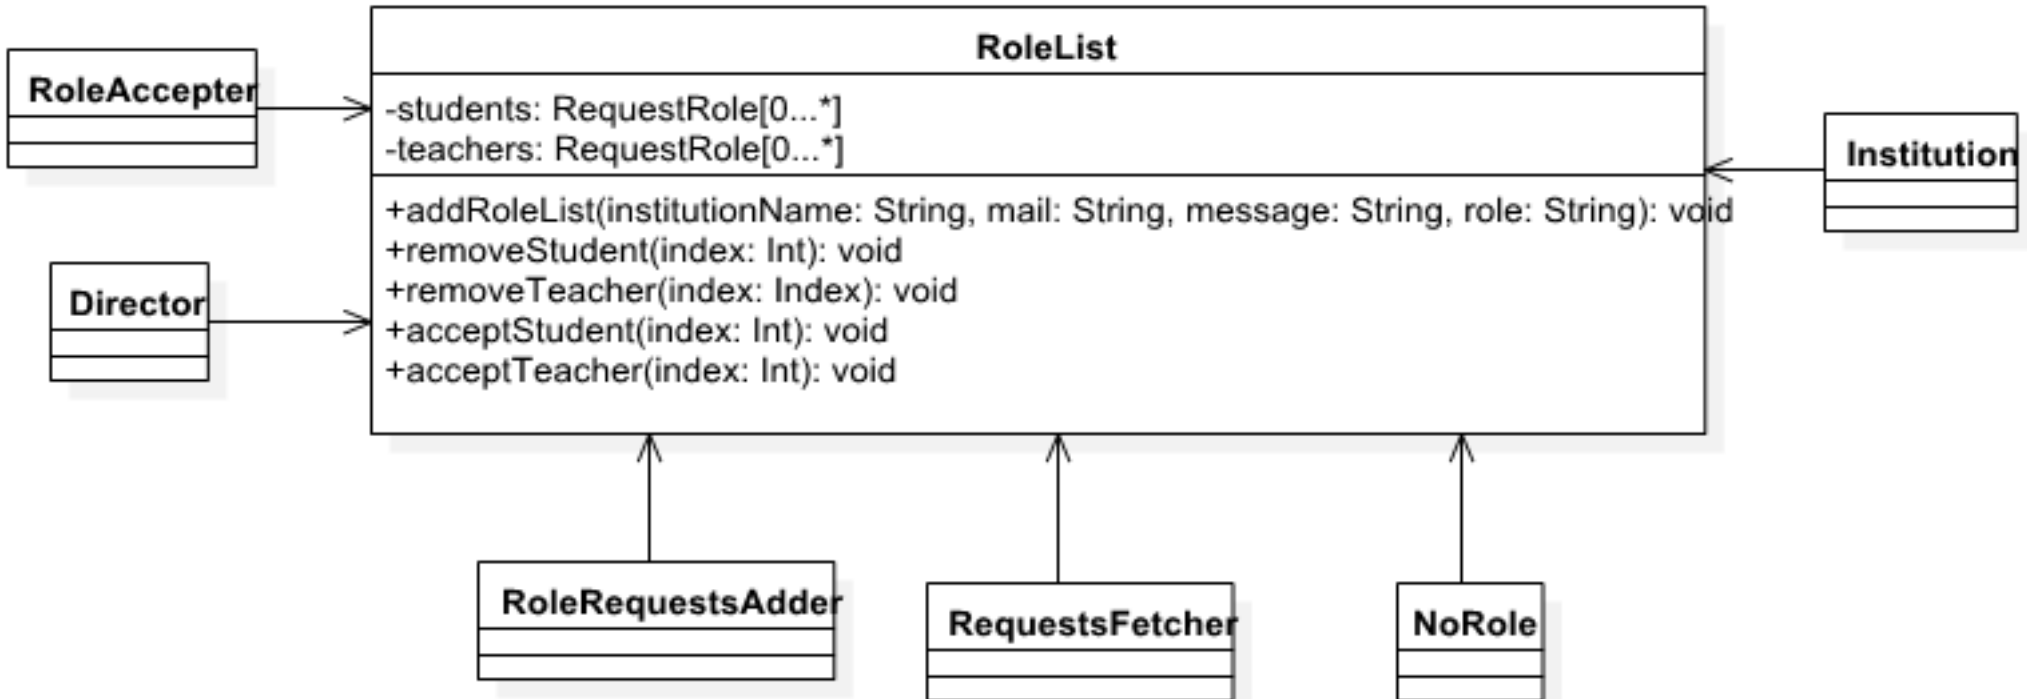 RoleList
RoleAccepter
-students: RequestRole[0...*]
-teachers: RequestRole[0...*]
Institution
+addRoleList(institutionName: String, mail: String, message: String, role: String): void
+removeStudent(index: Int): void
+removeTeacher(index: Index): void
+acceptStudent(index: Int): void
+acceptTeacher(index: Int): void
Director
RoleRequestsAdder
RequestsFetcher
NoRole